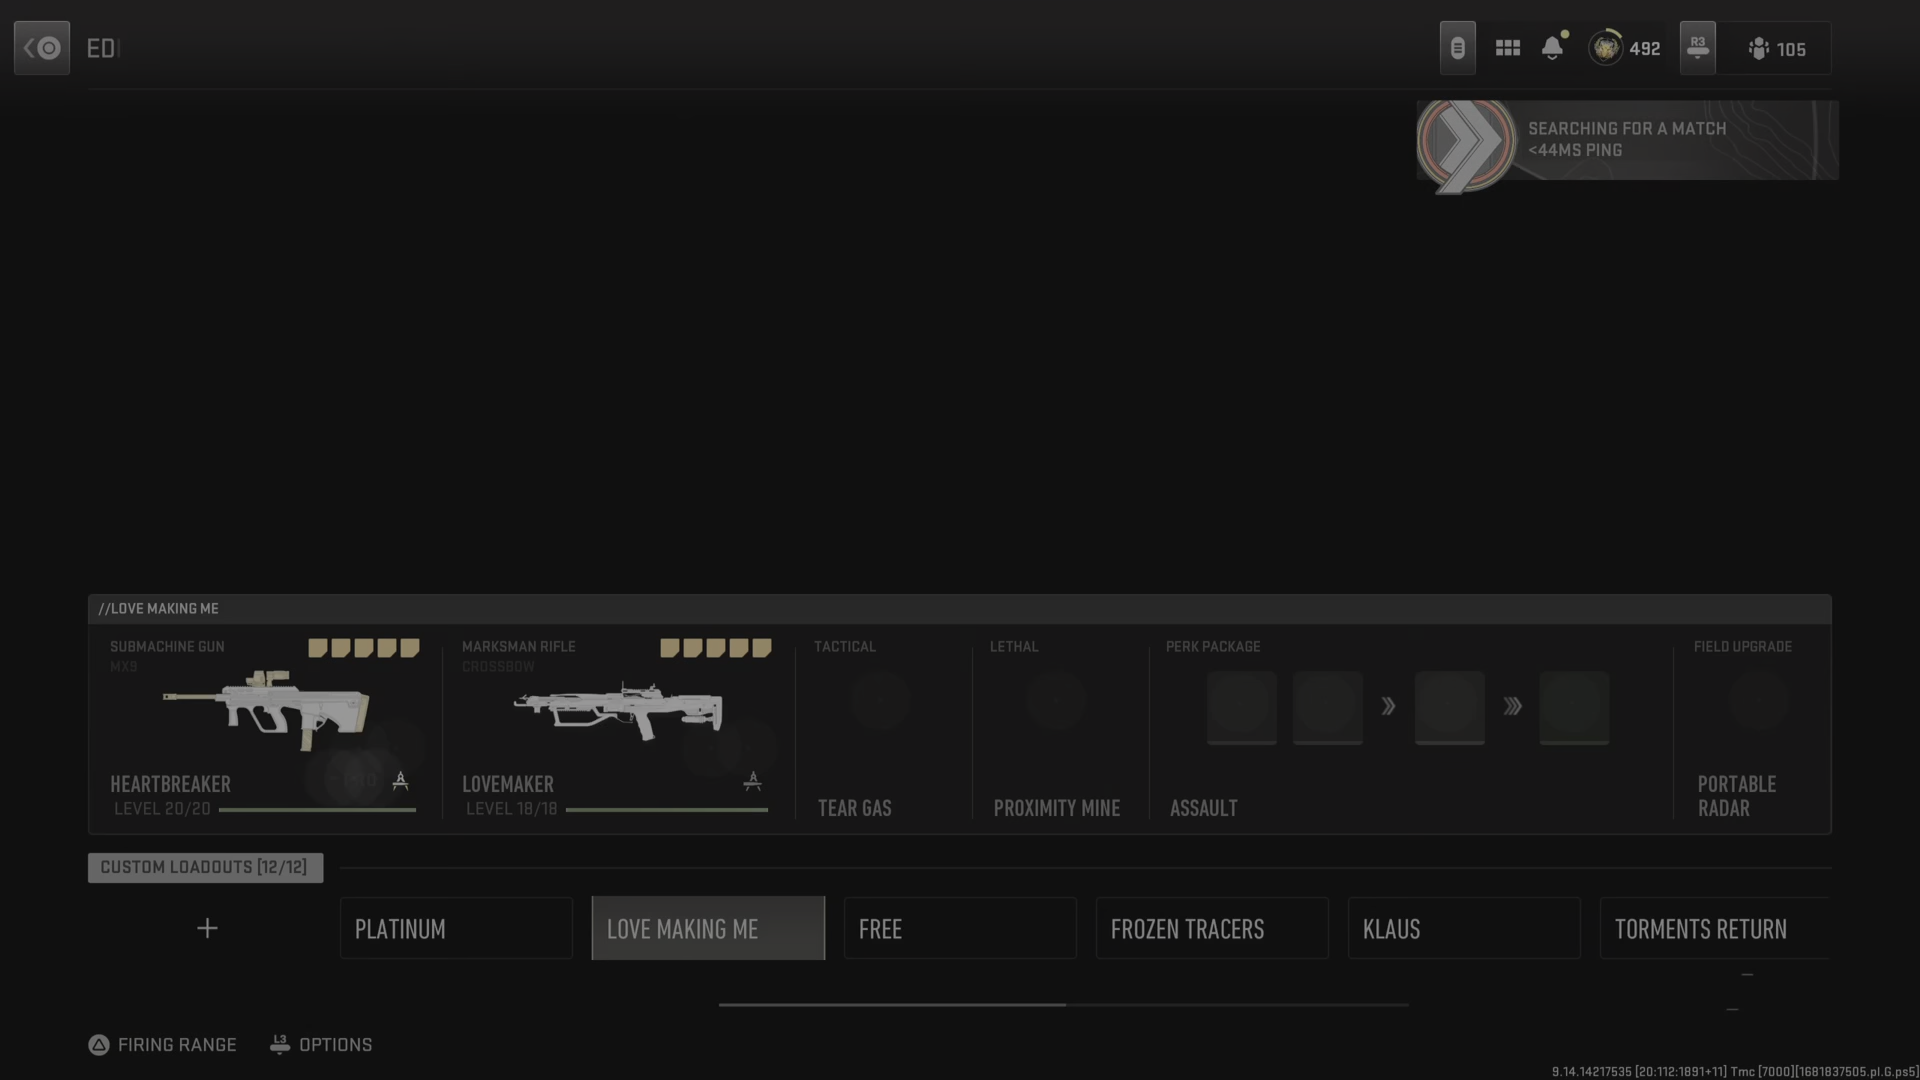 ED
492
R3
105
SEARCHING FOR A MATCH
<44MS PING
//LOVE MAKING ME
SUBMACHINE GUN
MX9
HEARTBREAKER
LEVEL 20/20
MARKSMAN RIFLE
CROSSBOW
LOVEMAKER
LEVEL 18/18
TACTICAL
TEAR GAS
LETHAL
PROXIMITY MINE
PERK PACKAGE
ASSAULT
FIELD UPGRADE
PORTABLE
RADAR
CUSTOM LOADOUTS [12/12]
PLATINUM
LOVE MAKING ME
FREE
FROZEN TRACERS
KLAUS
TORMENTS RETURN
FIRING RANGE
L3
OPTIONS
9.14.14217535 [20:112:1891+11] Tmc [7000][1681837505.pl.G.ps5]